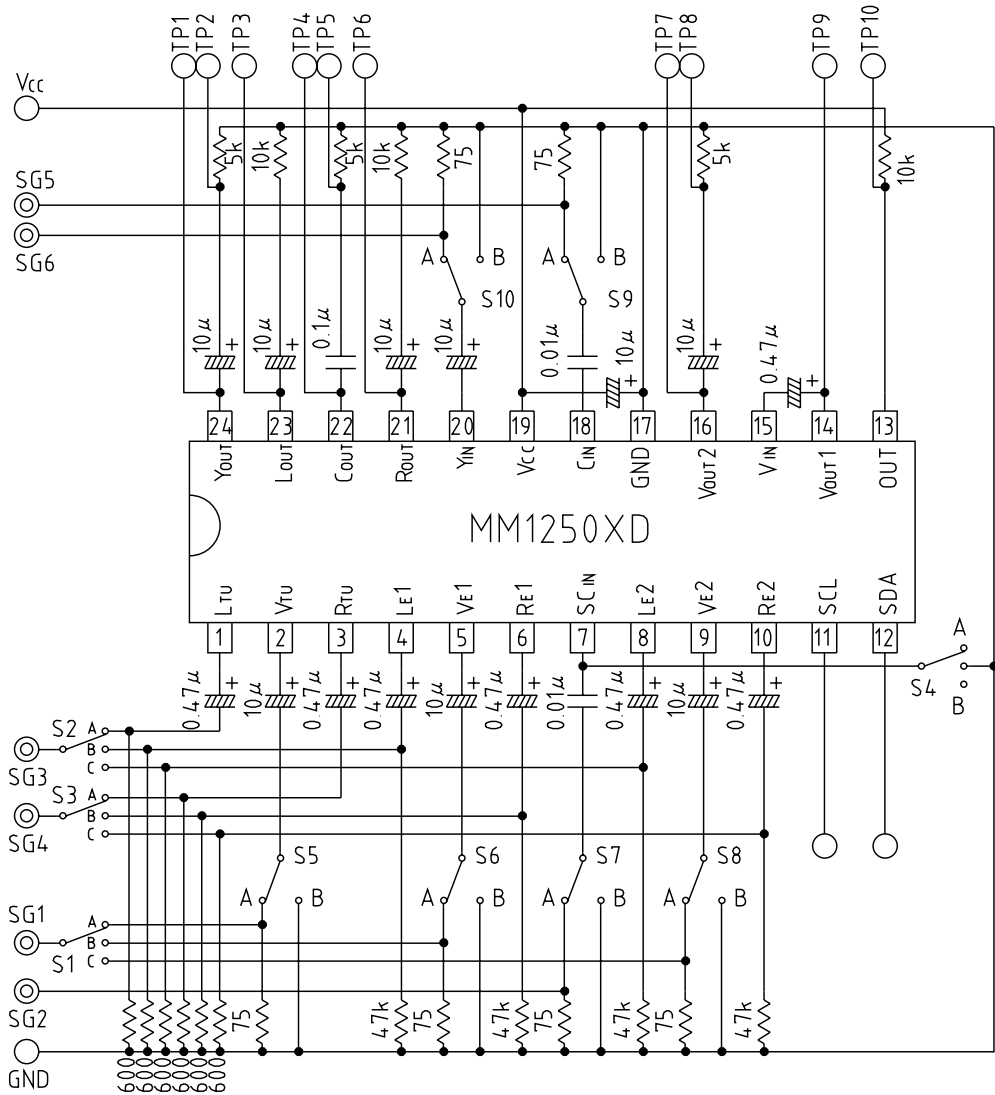 TP1 TP2 TP3 TP4 TP5 TP6 TP7 TP8 TP9 TP10
Vcc
5k 10k 5k 10k 75 75 5k 10k
SG5
SG6
A B A B
S10 S9
10μ 10μ 0.1μ 10μ 10μ 0.01μ 10μ 10μ 0.47μ
+ + + + + + +
24 23 22 21 20 19 18 17 16 15 14 13
YOUT LOUT COUT ROUT YIN VCC CIN GND VOUT2 VIN VOUT1 OUT
MM1250XD
LTU VTU RTU LE1 VE1 RE1 SCIN LE2 VE2 RE2 SCL SDA
1 2 3 4 5 6 7 8 9 10 11 12
A
S4
B
0.47μ 10μ 0.47μ 0.47μ 10μ 0.47μ 0.01μ 0.47μ 10μ 0.47μ
+ + + + + + + + +
S2 A
B
SG3 C
S3 A
B
SG4 C
S5 S6 S7 S8
A B A B A B A B
SG1 A
B
S1 C
SG2
75 47k 75 47k 75 47k 75 47k
GND
600 600 600 600 600 600